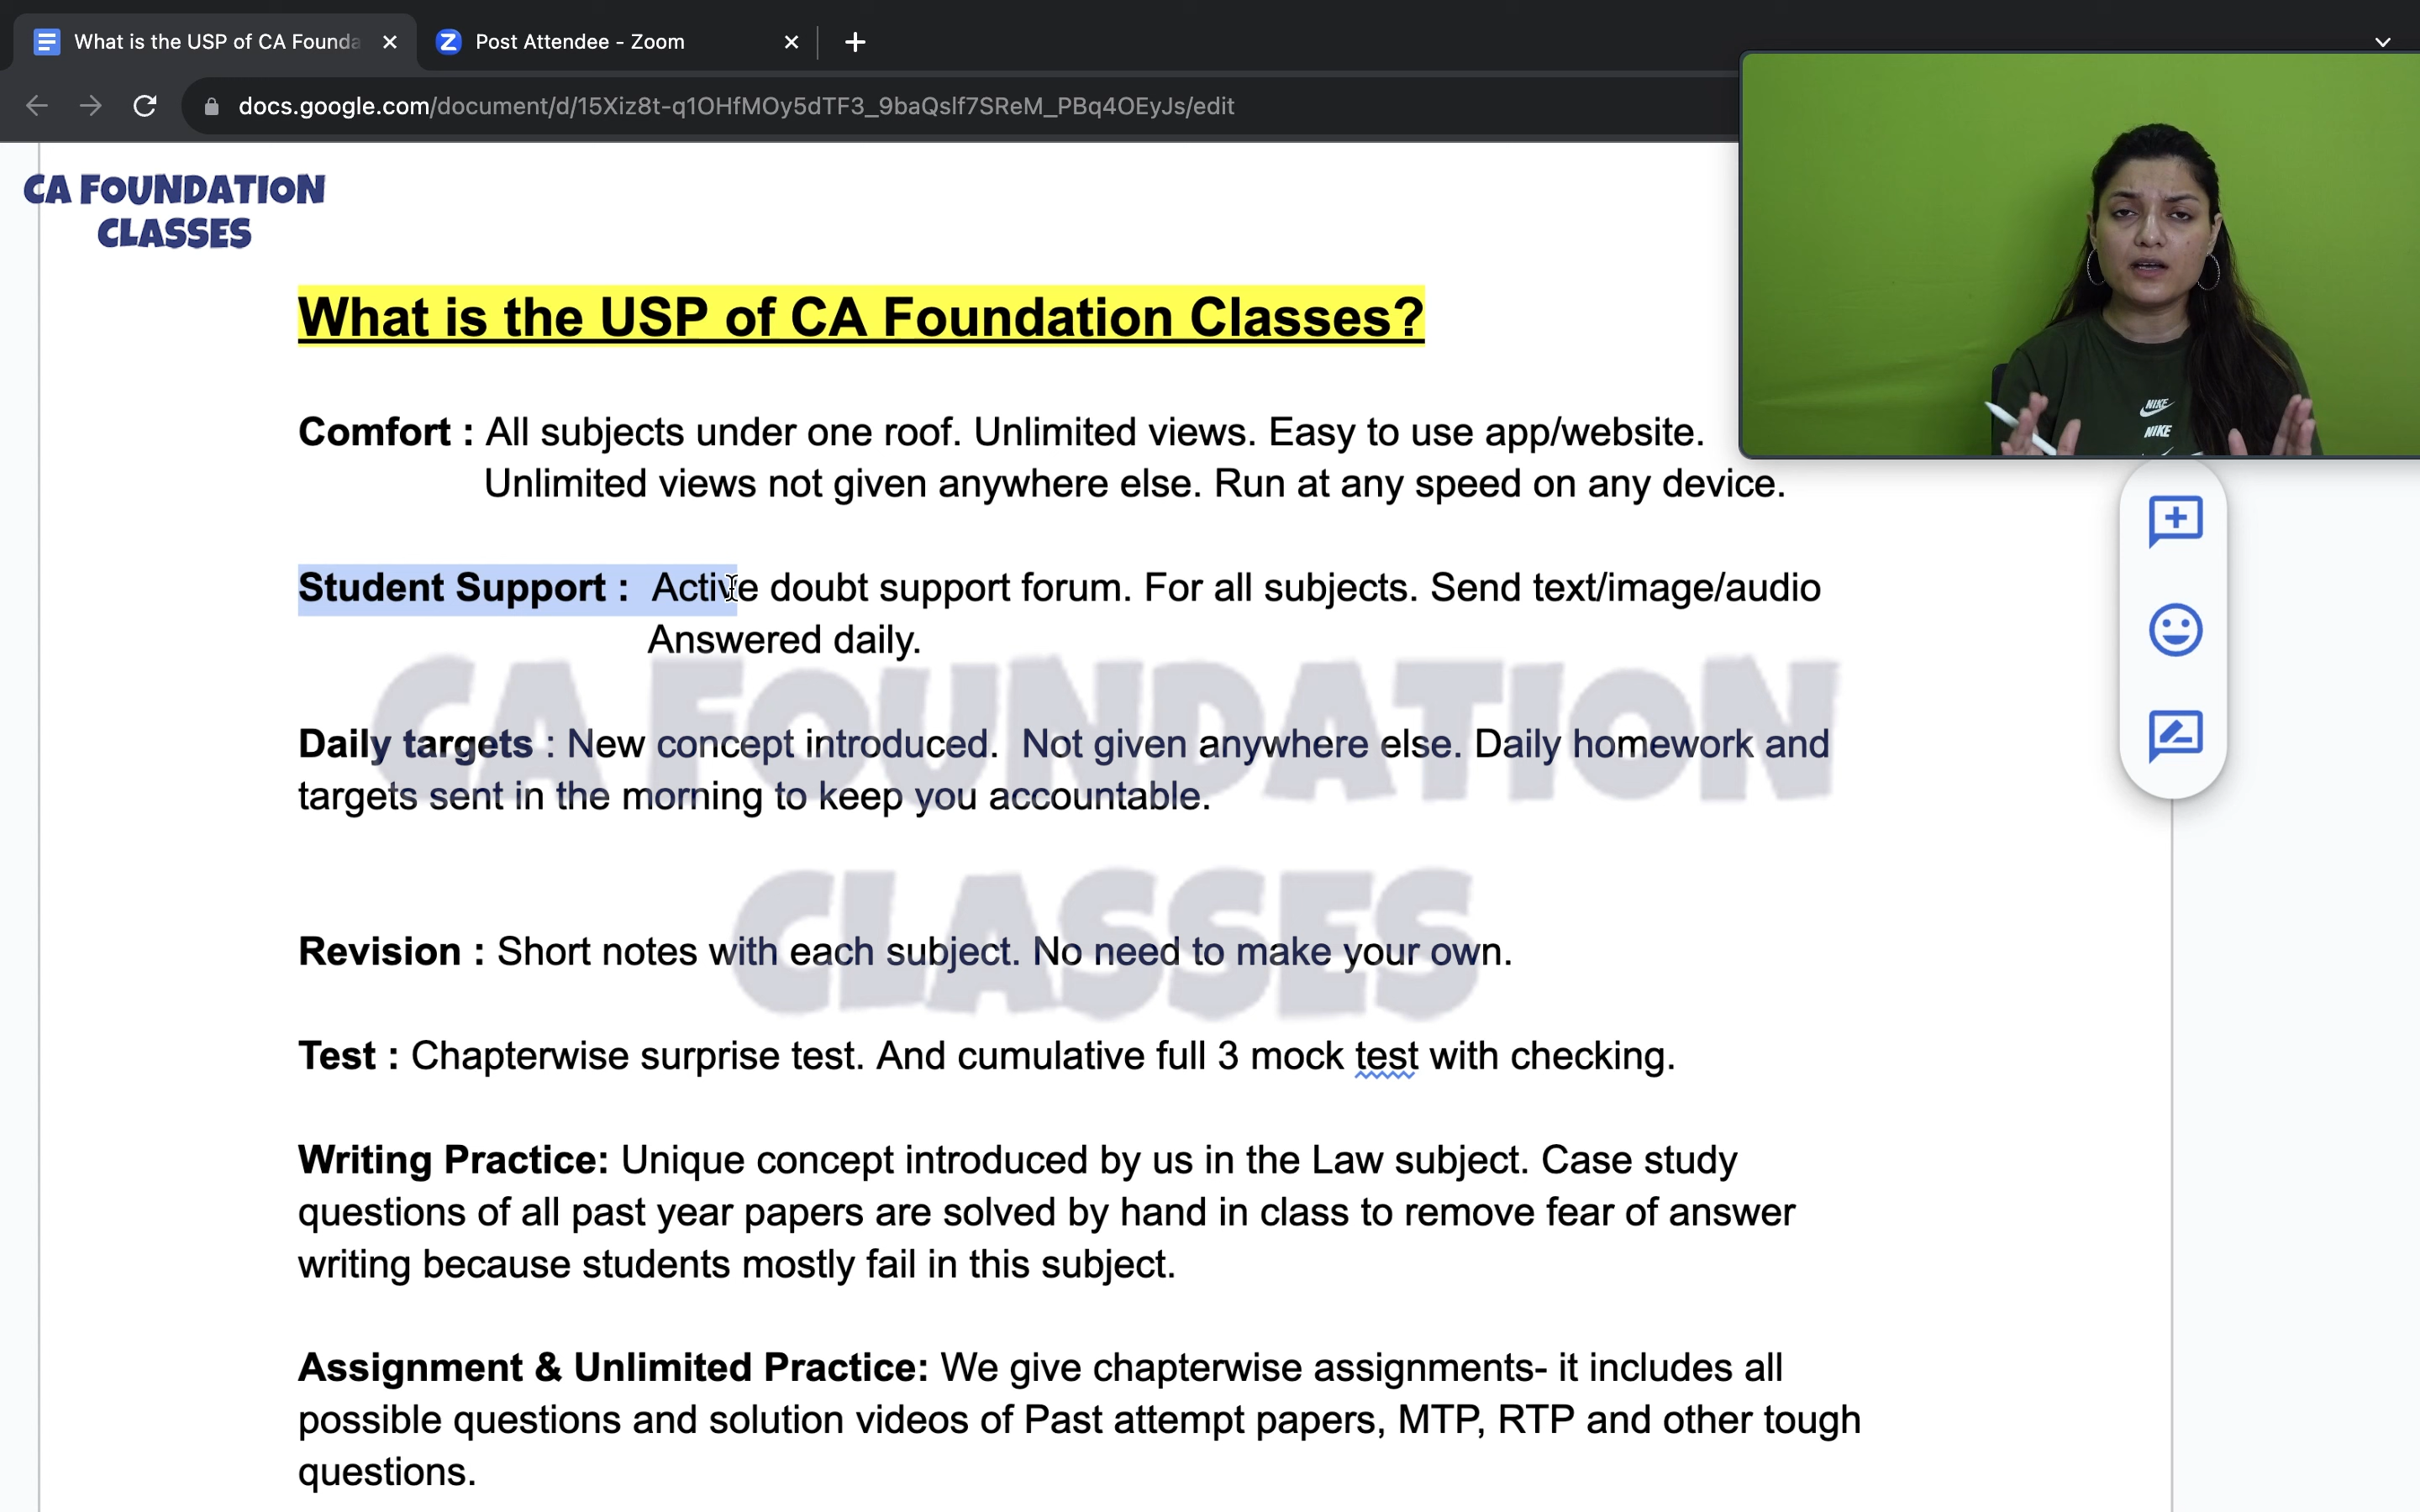 What is the USP of CA Founda
Post Attendee - Zoom
docs.google.com/document/d/15Xiz8t-q1OHfMOy5dTF3_9baQslf7SReM_PBq4OEyJs/edit
CA FOUNDATION
CLASSES
What is the USP of CA Foundation Classes?
Comfort : All subjects under one roof. Unlimited views. Easy to use app/website.
Unlimited views not given anywhere else. Run at any speed on any device.
Student Support : Active doubt support forum. For all subjects. Send text/image/audio
Answered daily.
Daily targets : New concept introduced. Not given anywhere else. Daily homework and
targets sent in the morning to keep you accountable.
Revision : Short notes with each subject. No need to make your own.
Test : Chapterwise surprise test. And cumulative full 3 mock test with checking.
Writing Practice: Unique concept introduced by us in the Law subject. Case study
questions of all past year papers are solved by hand in class to remove fear of answer
writing because students mostly fail in this subject.
Assignment & Unlimited Practice: We give chapterwise assignments- it includes all
possible questions and solution videos of Past attempt papers, MTP, RTP and other tough
questions.
CA FOUNDATION
CLASSES
NIKE
NIKE